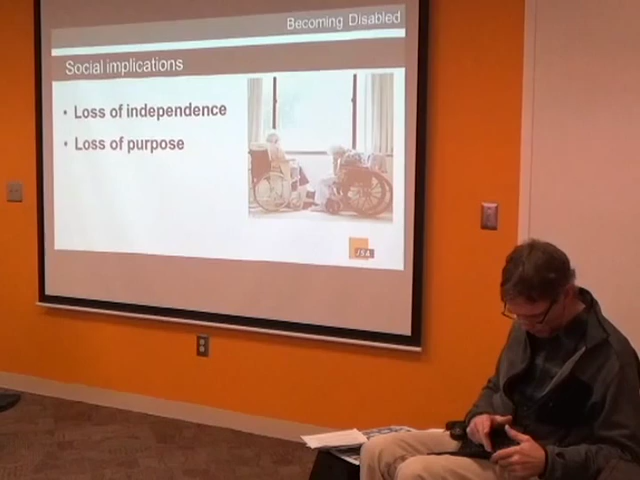 Becoming Disabled
Social implications
• Loss of independence
• Loss of purpose
JSA